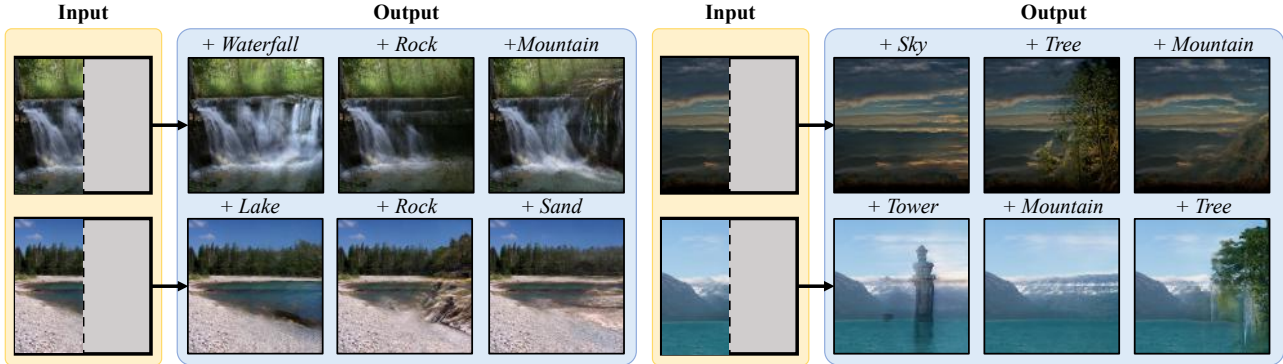 Input
Output
Input
Output
+ Waterfall
+ Rock
+Mountain
+ Sky
+ Tree
+ Mountain
+ Lake
+ Rock
+ Sand
+ Tower
+ Mountain
+ Tree